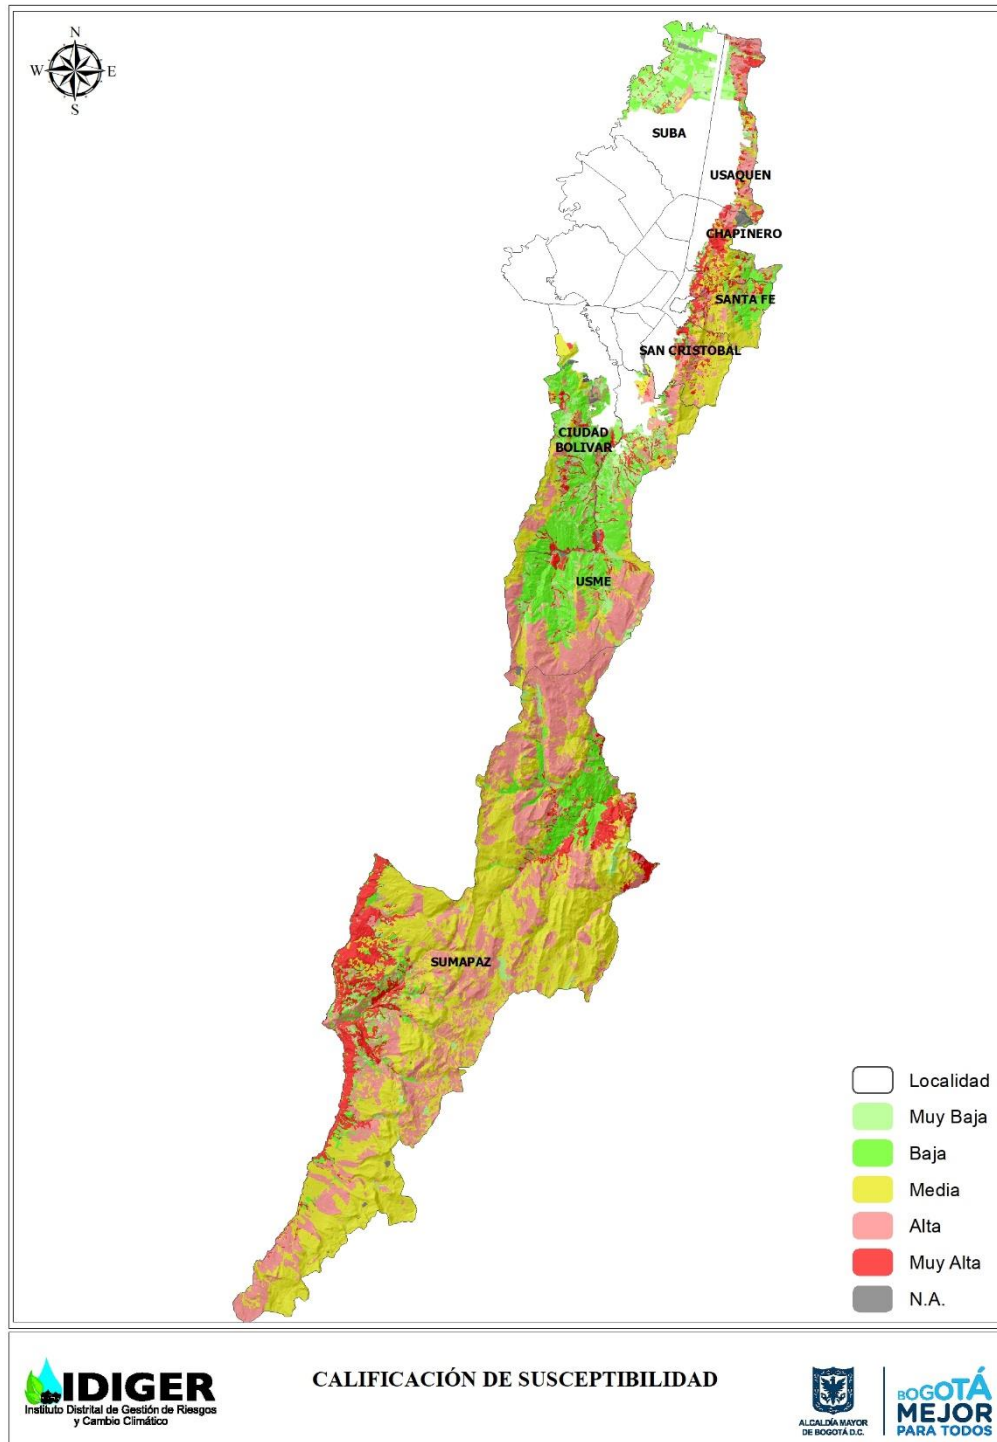 N
W E
S
SUBA
USAQUEN
CHAPINERO
SANTA FE
SAN CRISTOBAL
CIUDAD
BOLIVAR
USME
SUMAPAZ
Localidad
Muy Baja
Baja
Media
Alta
Muy Alta
N.A.
IDIGER
Instituto Distrital de Gestión de Riesgos
y Cambio Climático
CALIFICACIÓN DE SUSCEPTIBILIDAD
ALCALDÍA MAYOR
DE BOGOTÁ D.C.
BOGOTÁ
MEJOR
PARA TODOS